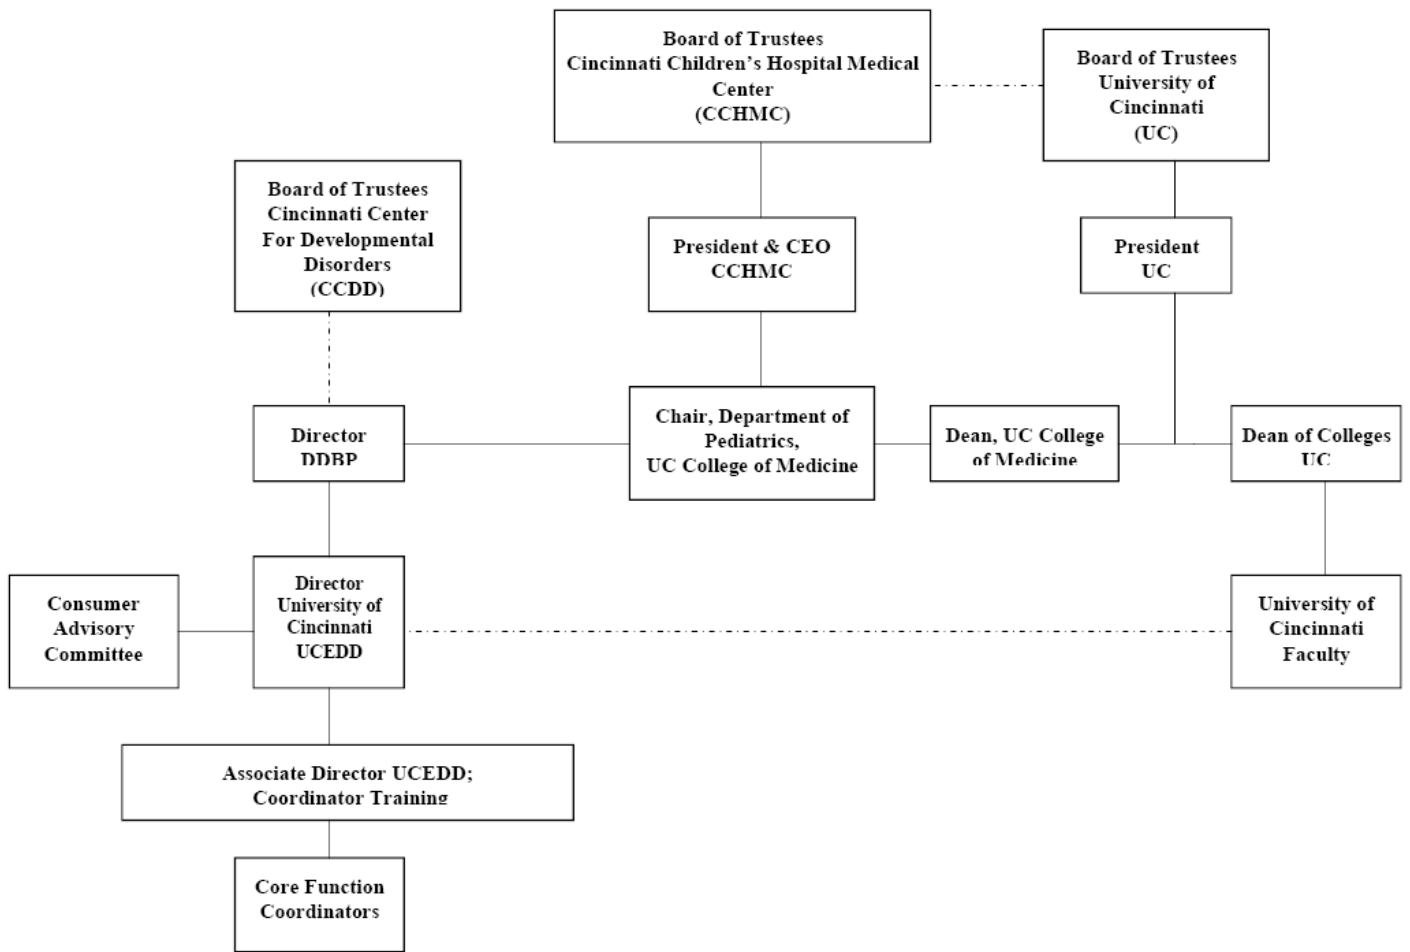 Board of Trustees
Cincinnati Children's Hospital Medical
Center
(CCHMC)
Board of Trustees
University of
Cincinnati
(UC)
Board of Trustees
Cincinnati Center
For Developmental
Disorders
(CCDD)
President & CEO
CCHMC
President
UC
Director
DDBP
Chair, Department of
Pediatrics,
UC College of Medicine
Dean, UC College
of Medicine
Dean of Colleges
UC
Consumer
Advisory
Committee
Director
University of
Cincinnati
UCEDD
University of
Cincinnati
Faculty
Associate Director UCEDD;
Coordinator Training
Core Function
Coordinators